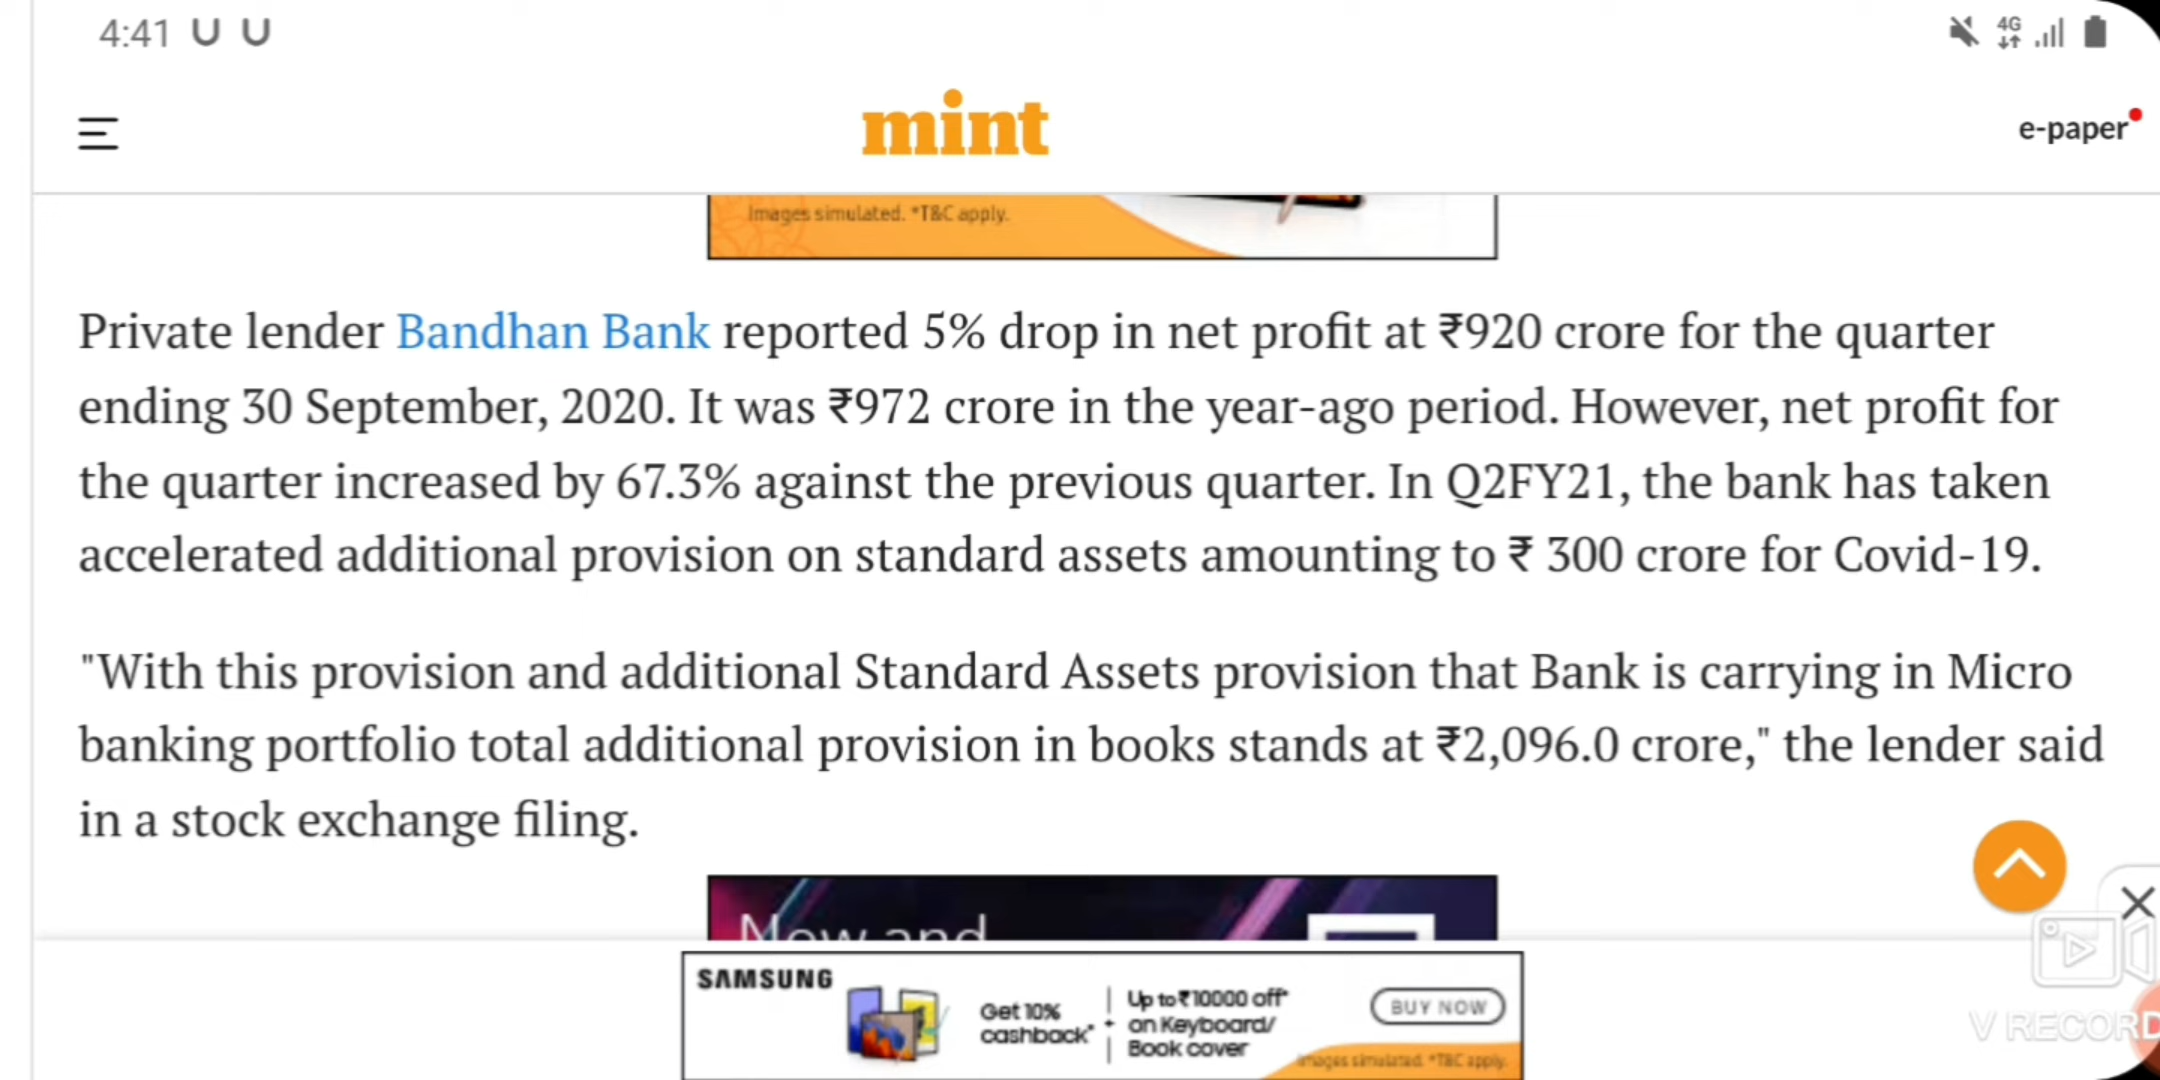 4:41
4G
mint
e-paper
Images simulated. *T&C apply.
Private lender Bandhan Bank reported 5% drop in net profit at ₹920 crore for the quarter
ending 30 September, 2020. It was ₹972 crore in the year-ago period. However, net profit for
the quarter increased by 67.3% against the previous quarter. In Q2FY21, the bank has taken
accelerated additional provision on standard assets amounting to ₹ 300 crore for Covid-19.
"With this provision and additional Standard Assets provision that Bank is carrying in Micro
banking portfolio total additional provision in books stands at ₹2,096.0 crore," the lender said
in a stock exchange filing.
and
SAMSUNG
Get 10%
cashback*
+
Up to ₹10000 off*
on Keyboard/
Book cover
BUY NOW
Images simulated. *T&C apply.
V RECORD